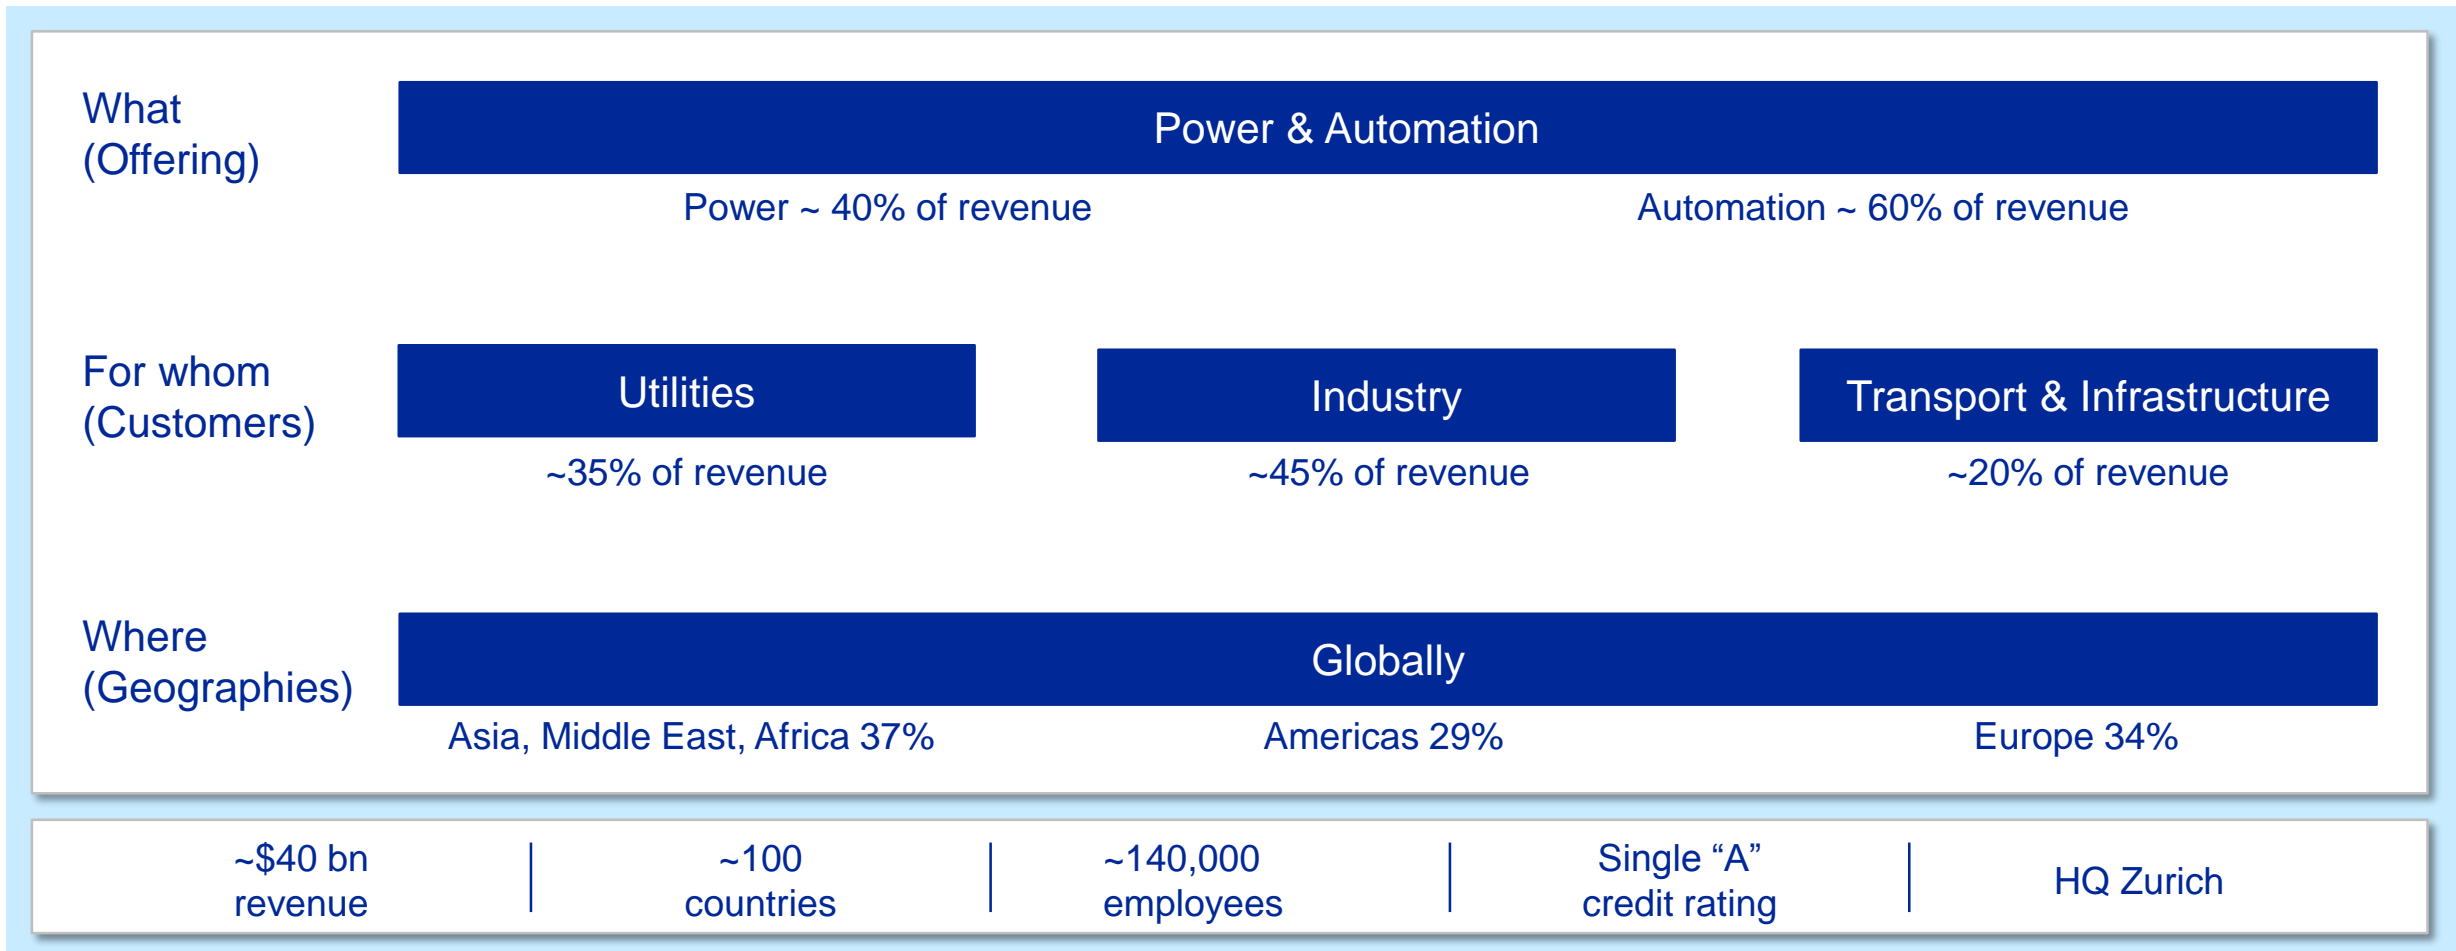 What
(Offering)
Power & Automation
Power ~ 40% of revenue
Automation ~ 60% of revenue
For whom
(Customers)
Utilities
Industry
Transport & Infrastructure
~35% of revenue
~45% of revenue
~20% of revenue
Where
(Geographies)
Globally
Asia, Middle East, Africa 37%
Americas 29%
Europe 34%
~$40 bn
revenue
~100
countries
~140,000
employees
Single “A”
credit rating
HQ Zurich